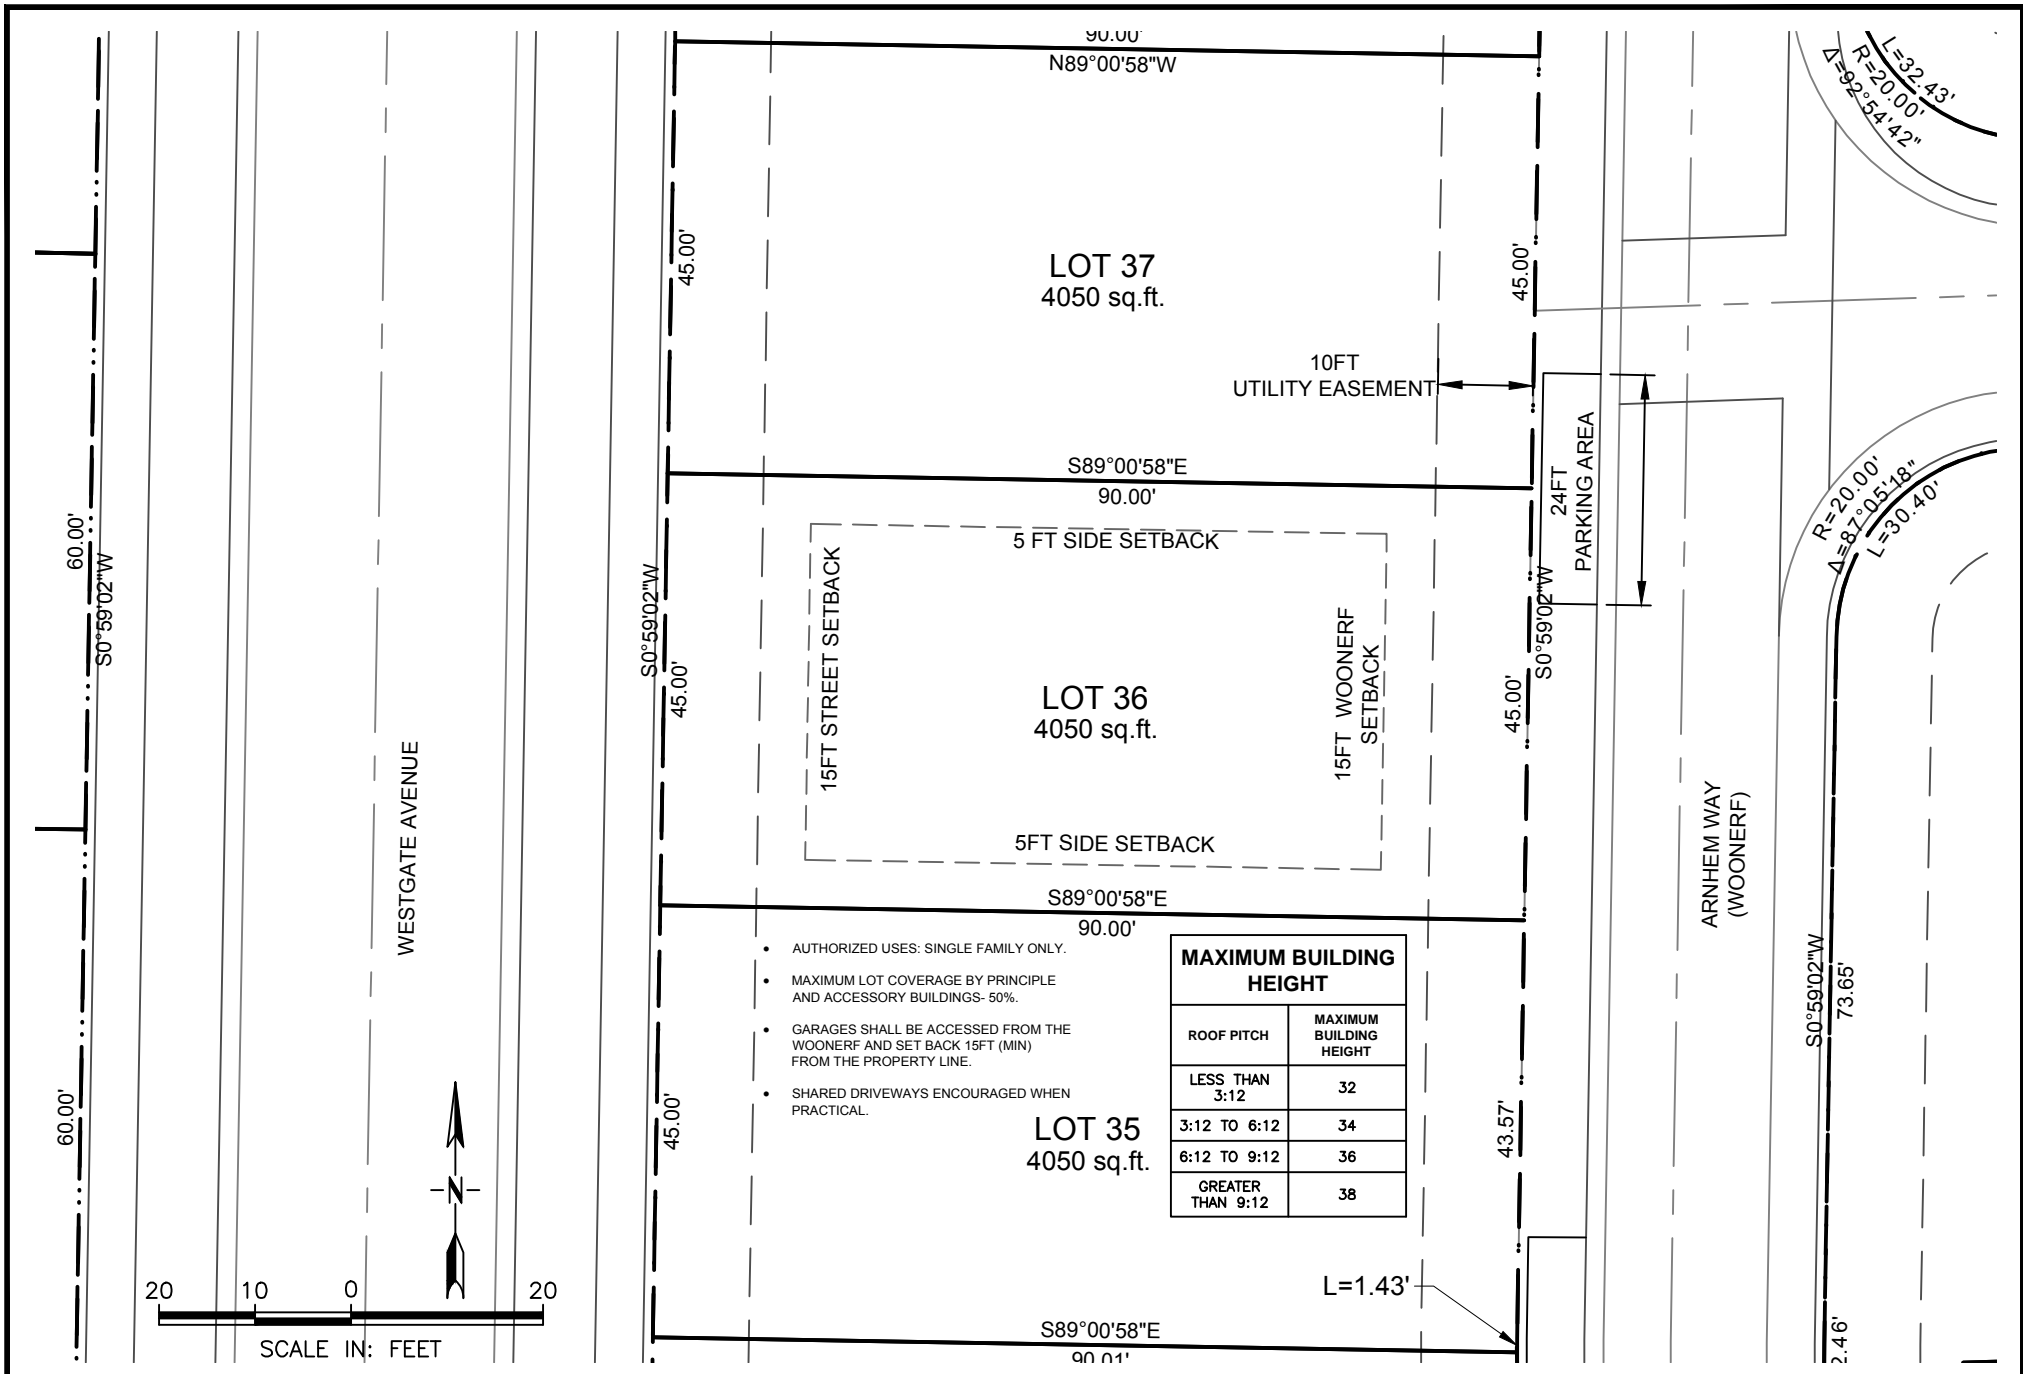 90.00'
N89°00'58"W
L=32.43'
R=20.00'
Δ=92°54'42"
45.00'
LOT 37
4050 sq.ft.
45.00'
10FT
UTILITY EASEMENT
S89°00'58"E
90.00'
24FT
PARKING AREA
R=20.00'
Δ=87°05'18"
L=30.40'
60.00'
S0°59'02"W
S0°59'02"W
45.00'
5 FT SIDE SETBACK
15FT STREET SETBACK
15FT WOONERF
SETBACK
LOT 36
4050 sq.ft.
5FT SIDE SETBACK
45.00'
S0°59'02"W
WESTGATE AVENUE
ARNHEM WAY
(WOONERF)
S89°00'58"E
90.00'
• AUTHORIZED USES: SINGLE FAMILY ONLY.
• MAXIMUM LOT COVERAGE BY PRINCIPLE
AND ACCESSORY BUILDINGS- 50%.
• GARAGES SHALL BE ACCESSED FROM THE
WOONERF AND SET BACK 15FT (MIN)
FROM THE PROPERTY LINE.
• SHARED DRIVEWAYS ENCOURAGED WHEN
PRACTICAL.
MAXIMUM BUILDING
HEIGHT
ROOF PITCH
MAXIMUM
BUILDING
HEIGHT
LESS THAN
3:12
32
3:12 TO 6:12
34
6:12 TO 9:12
36
GREATER
THAN 9:12
38
S0°59'02"W
73.65'
60.00'
45.00'
LOT 35
4050 sq.ft.
43.57'
N
20 10 0 20
SCALE IN: FEET
L=1.43'
S89°00'58"E
90.01'
2.46'